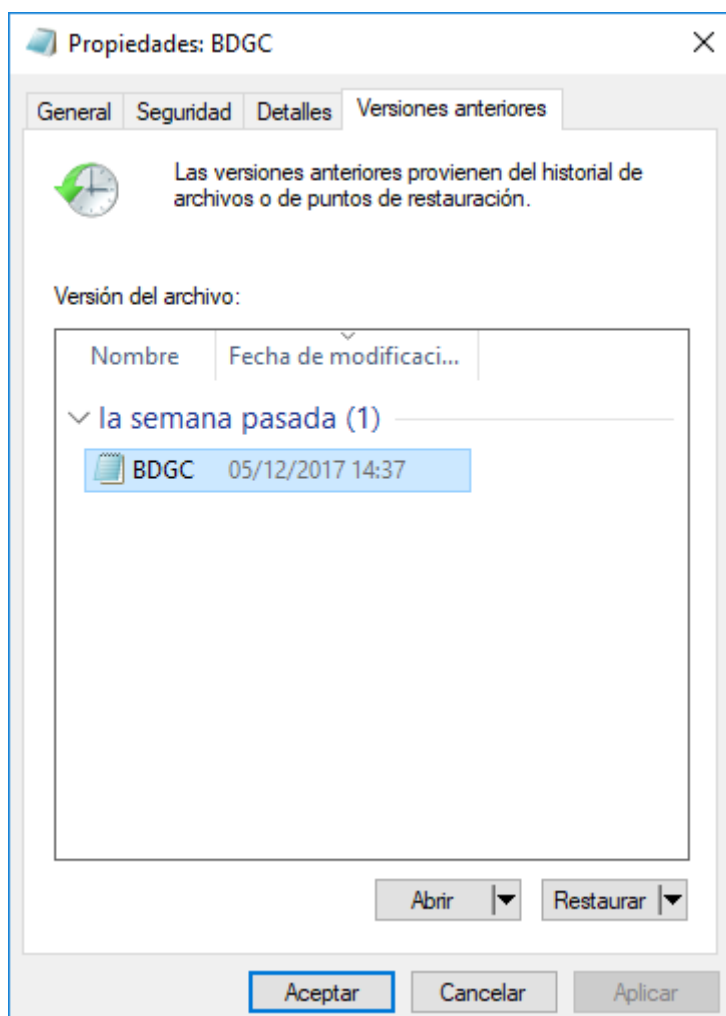 Propiedades: BDGC
General Seguridad Detalles Versiones anteriores
Las versiones anteriores provienen del historial de
archivos o de puntos de restauración.
Versión del archivo:
Nombre Fecha de modificaci...
la semana pasada (1)
BDGC 05/12/2017 14:37
Abrir Restaurar
Aceptar Cancelar Aplicar